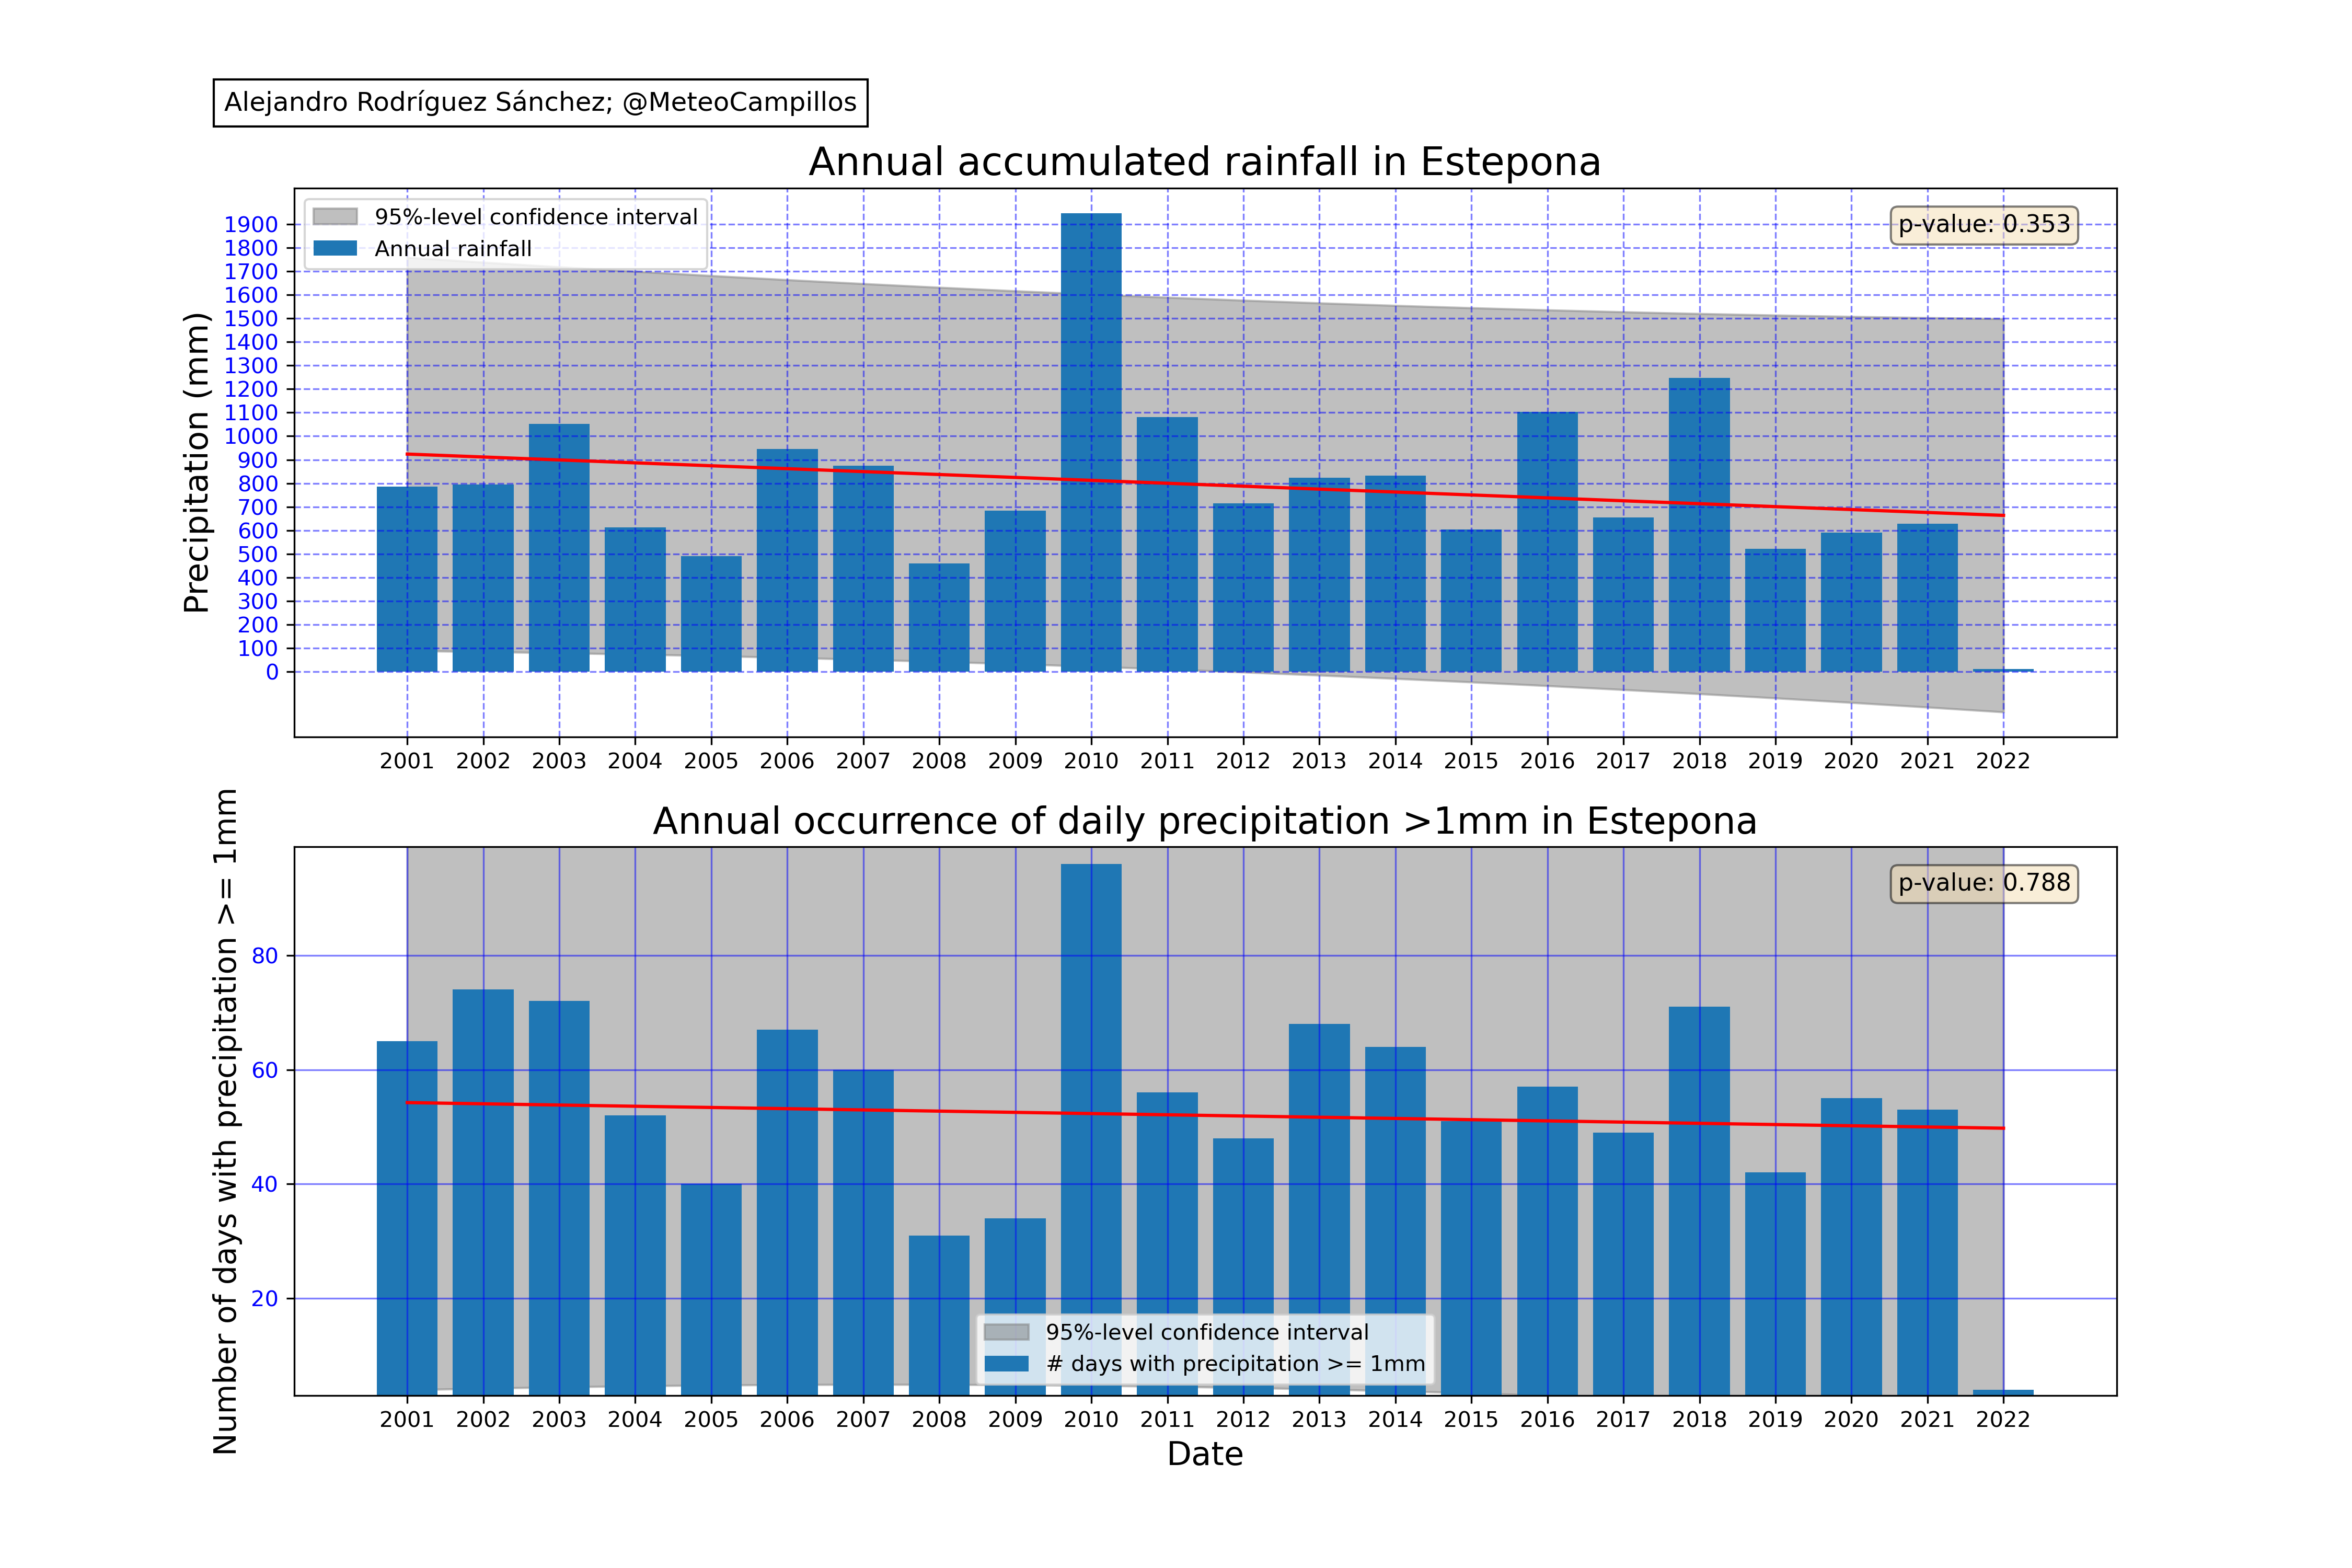 Alejandro Rodríguez Sánchez; @MeteoCampillos
Annual accumulated rainfall in Estepona
95%-level confidence interval
Annual rainfall
p-value: 0.353
Precipitation (mm)
1900
1800
1700
1600
1500
1400
1300
1200
1100
1000
900
800
700
600
500
400
300
200
100
0
2001 2002 2003 2004 2005 2006 2007 2008 2009 2010 2011 2012 2013 2014 2015 2016 2017 2018 2019 2020 2021 2022
Annual occurrence of daily precipitation >1mm in Estepona
p-value: 0.788
Number of days with precipitation >= 1mm
80
60
40
20
95%-level confidence interval
# days with precipitation >= 1mm
2001 2002 2003 2004 2005 2006 2007 2008 2009 2010 2011 2012 2013 2014 2015 2016 2017 2018 2019 2020 2021 2022
Date